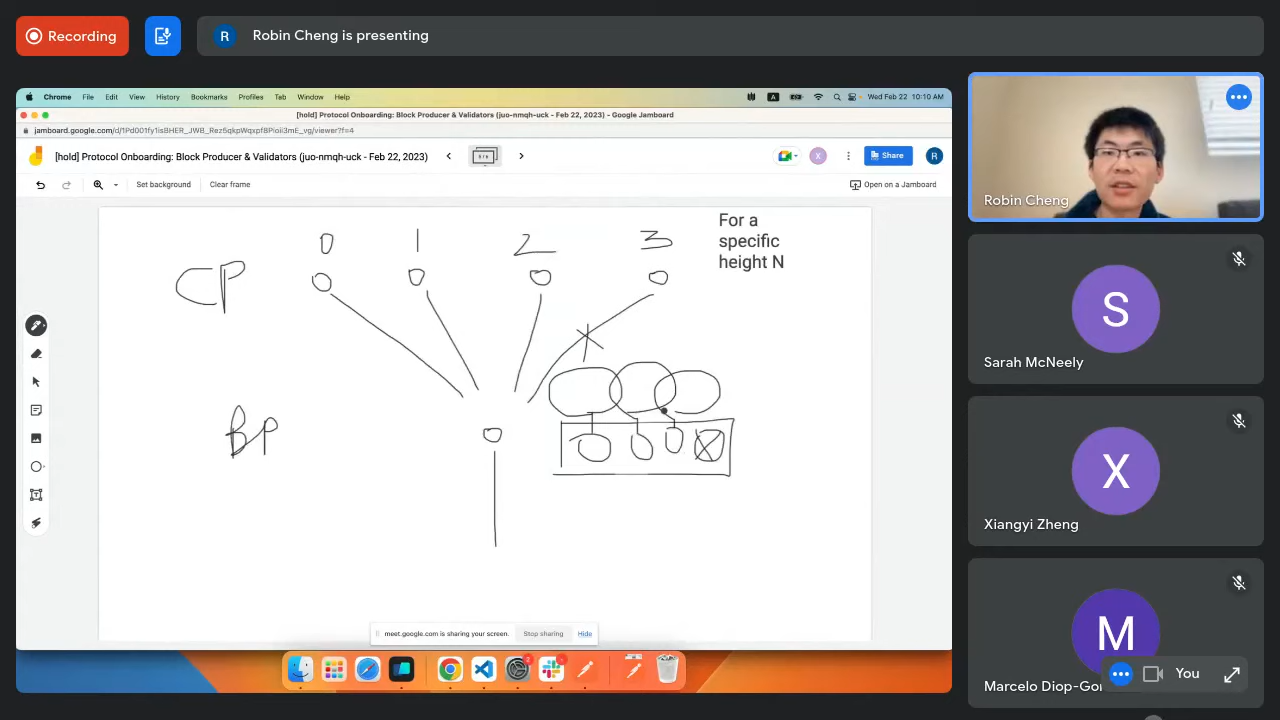 Recording
R
Robin Cheng is presenting
Chrome File Edit View History Bookmarks Profiles Tab Window Help
A
Wed Feb 22 10:10 AM
[hold] Protocol Onboarding: Block Producer & Validators (juo-nmqh-uck - Feb 22, 2023) - Google Jamboard
[hold] Protocol Onboarding: Block Producer & Validators (juo-nmqh-uck - Feb 22, 2023)
X
Share
R
Set background
Clear frame
Open on a Jamboard
0 1 2 3
For a
specific
height N
CP
BP
meet.google.com is sharing your screen.
Stop sharing
Hide
Robin Cheng
S
Sarah McNeely
X
Xiangyi Zheng
M
Marcelo Diop-Gon
You